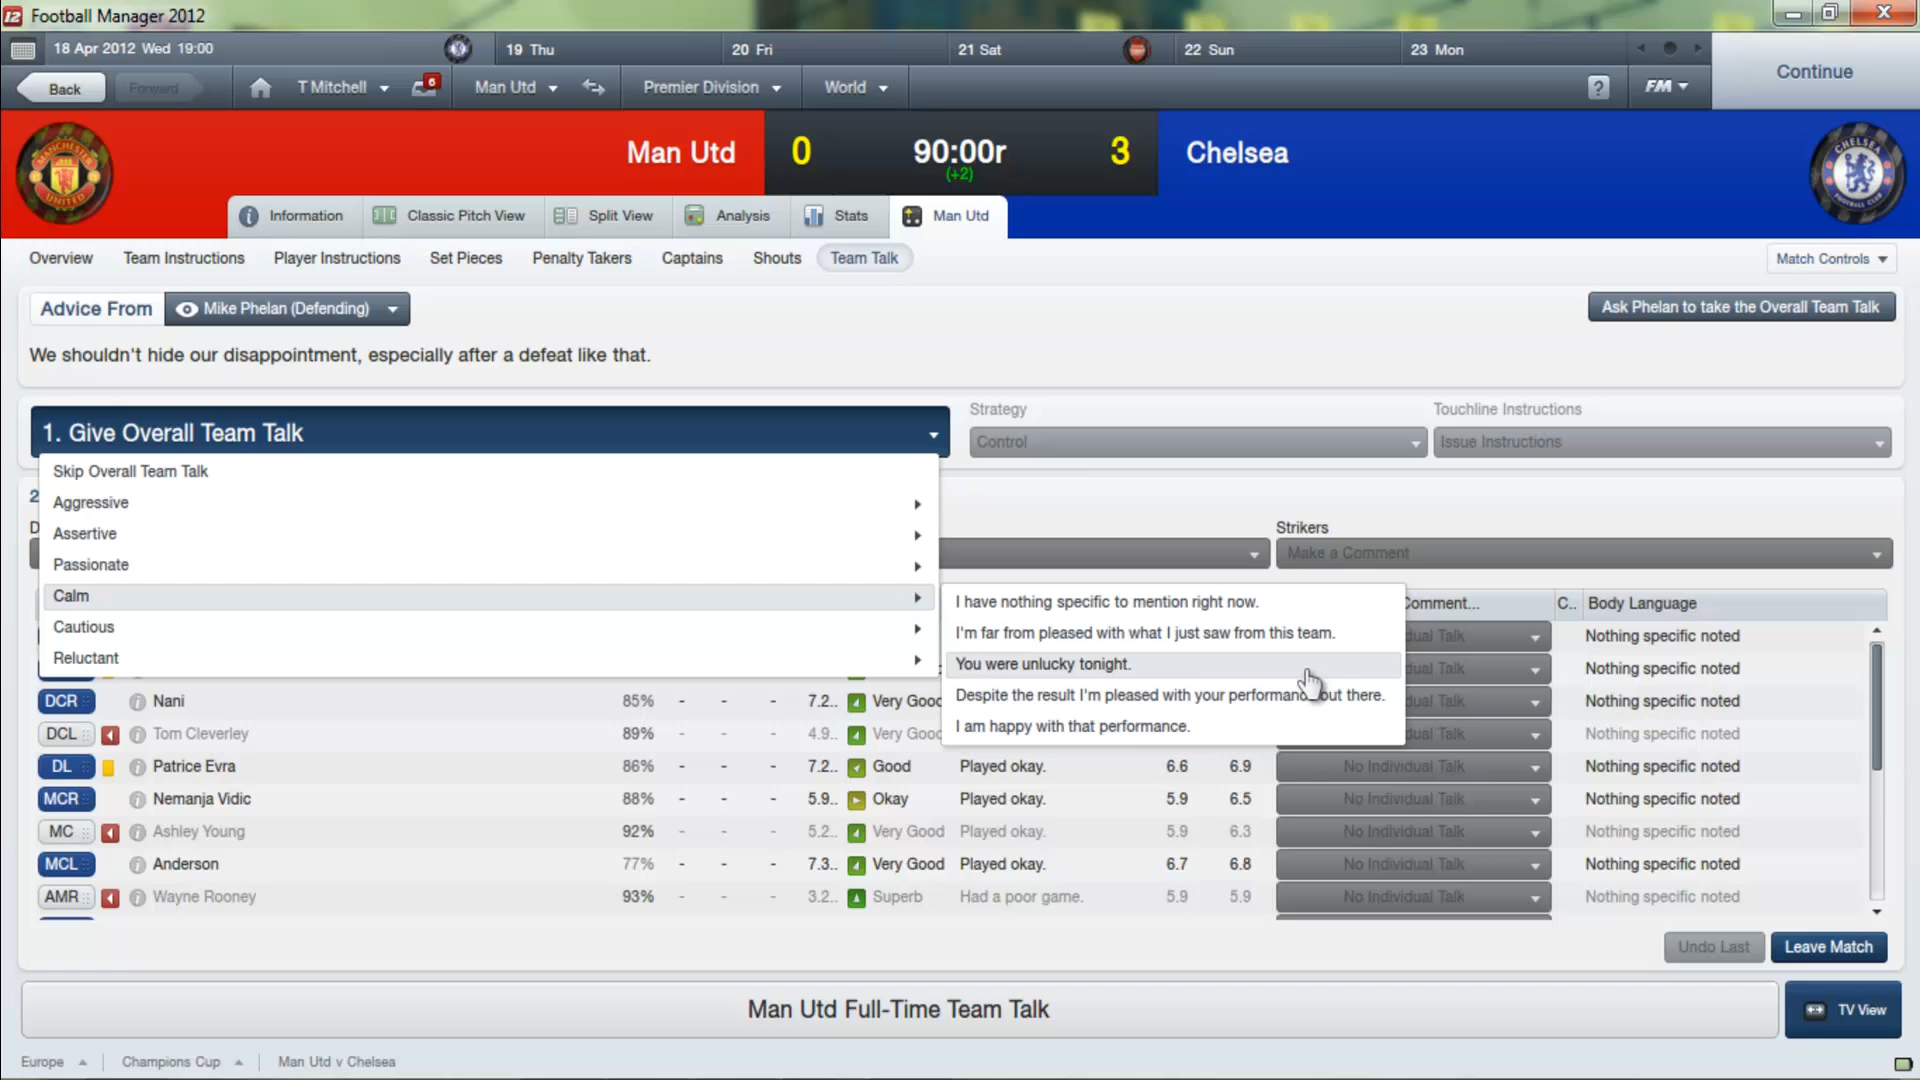 Football Manager 2012
18 Apr 2012 Wed 19:00
19 Thu
20 Fri
21 Sat
22 Sun
23 Mon
Continue
Back
Forward
T Mitchell
6
Man Utd
Premier Division
World
?
FM
Man Utd
0
90:00r
(+2)
3
Chelsea
Information
Classic Pitch View
Split View
Analysis
Stats
Man Utd
Overview
Team Instructions
Player Instructions
Set Pieces
Penalty Takers
Captains
Shouts
Team Talk
Match Controls
Advice From
Mike Phelan (Defending)
Ask Phelan to take the Overall Team Talk
We shouldn't hide our disappointment, especially after a defeat like that.
1. Give Overall Team Talk
Strategy
Control
Touchline Instructions
Issue Instructions
Skip Overall Team Talk
Aggressive
Assertive
Passionate
Calm
Cautious
Reluctant
Strikers
Make a Comment
I have nothing specific to mention right now.
I'm far from pleased with what I just saw from this team.
You were unlucky tonight.
Despite the result I'm pleased with your performance out there.
I am happy with that performance.
Comment...
C..
Body Language
Nothing specific noted
Nothing specific noted
DCR Nani 85% - - - 7.2.. Very Good Nothing specific noted
DCL Tom Cleverley 89% - - - 4.9.. Very Good Nothing specific noted
DL Patrice Evra 86% - - - 7.2.. Good Played okay. 6.6 6.9 No Individual Talk Nothing specific noted
MCR Nemanja Vidic 88% - - - 5.9.. Okay Played okay. 5.9 6.5 No Individual Talk Nothing specific noted
MC Ashley Young 92% - - - 5.2.. Very Good Played okay. 5.9 6.3 No Individual Talk Nothing specific noted
MCL Anderson 77% - - - 7.3.. Very Good Played okay. 6.7 6.8 No Individual Talk Nothing specific noted
AMR Wayne Rooney 93% - - - 3.2.. Superb Had a poor game. 5.9 5.9 No Individual Talk Nothing specific noted
Undo Last
Leave Match
Man Utd Full-Time Team Talk
TV View
Europe
Champions Cup
Man Utd v Chelsea